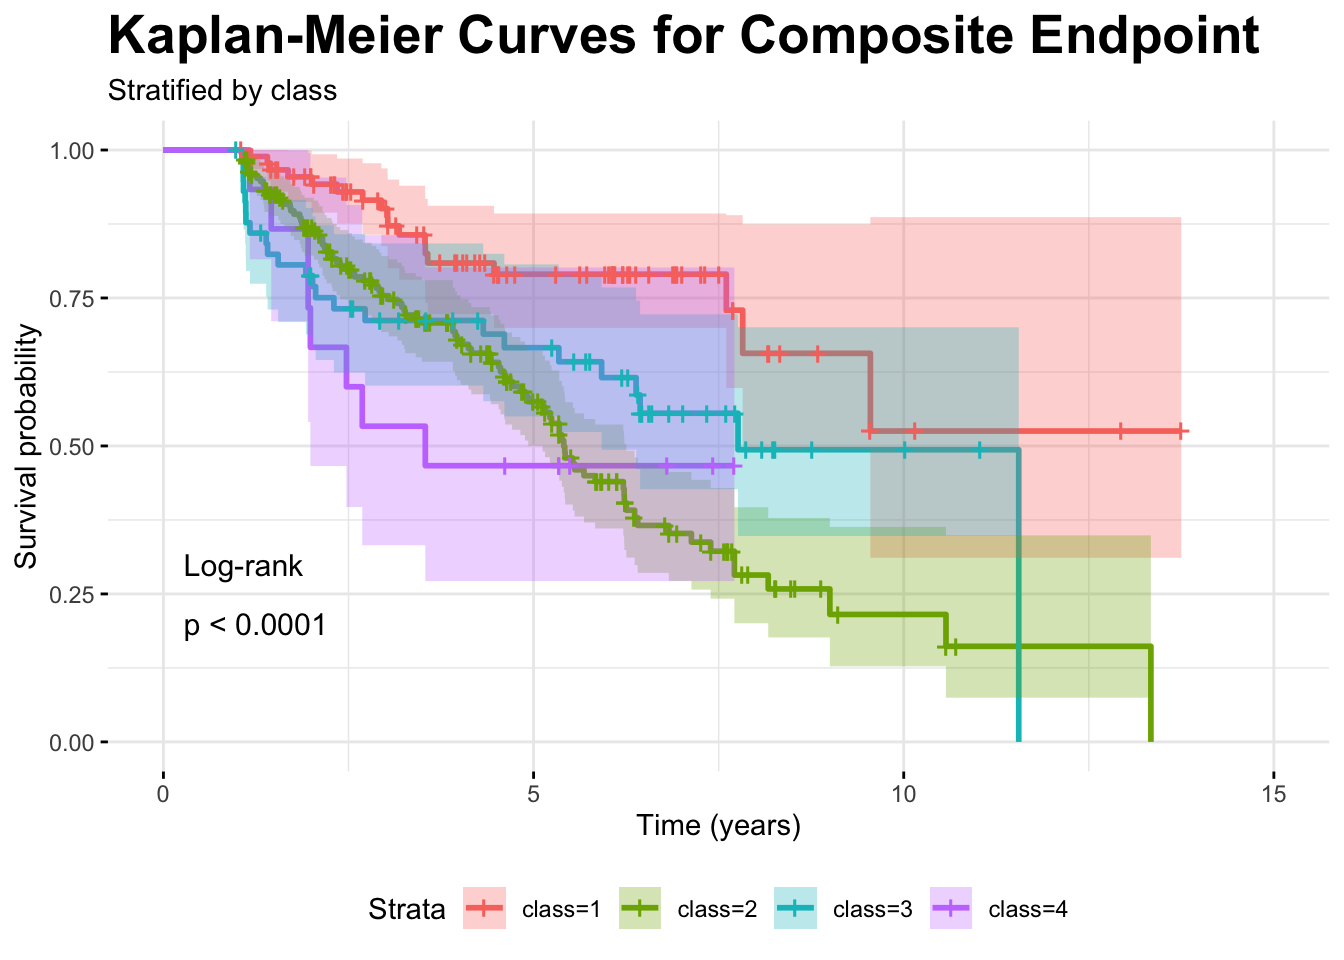 Kaplan-Meier Curves for Composite Endpoint
Stratified by class
Survival probability
1.00
0.75
0.50
0.25
0.00
Log-rank
p < 0.0001
0 5 10 15
Time (years)
Strata class=1 class=2 class=3 class=4